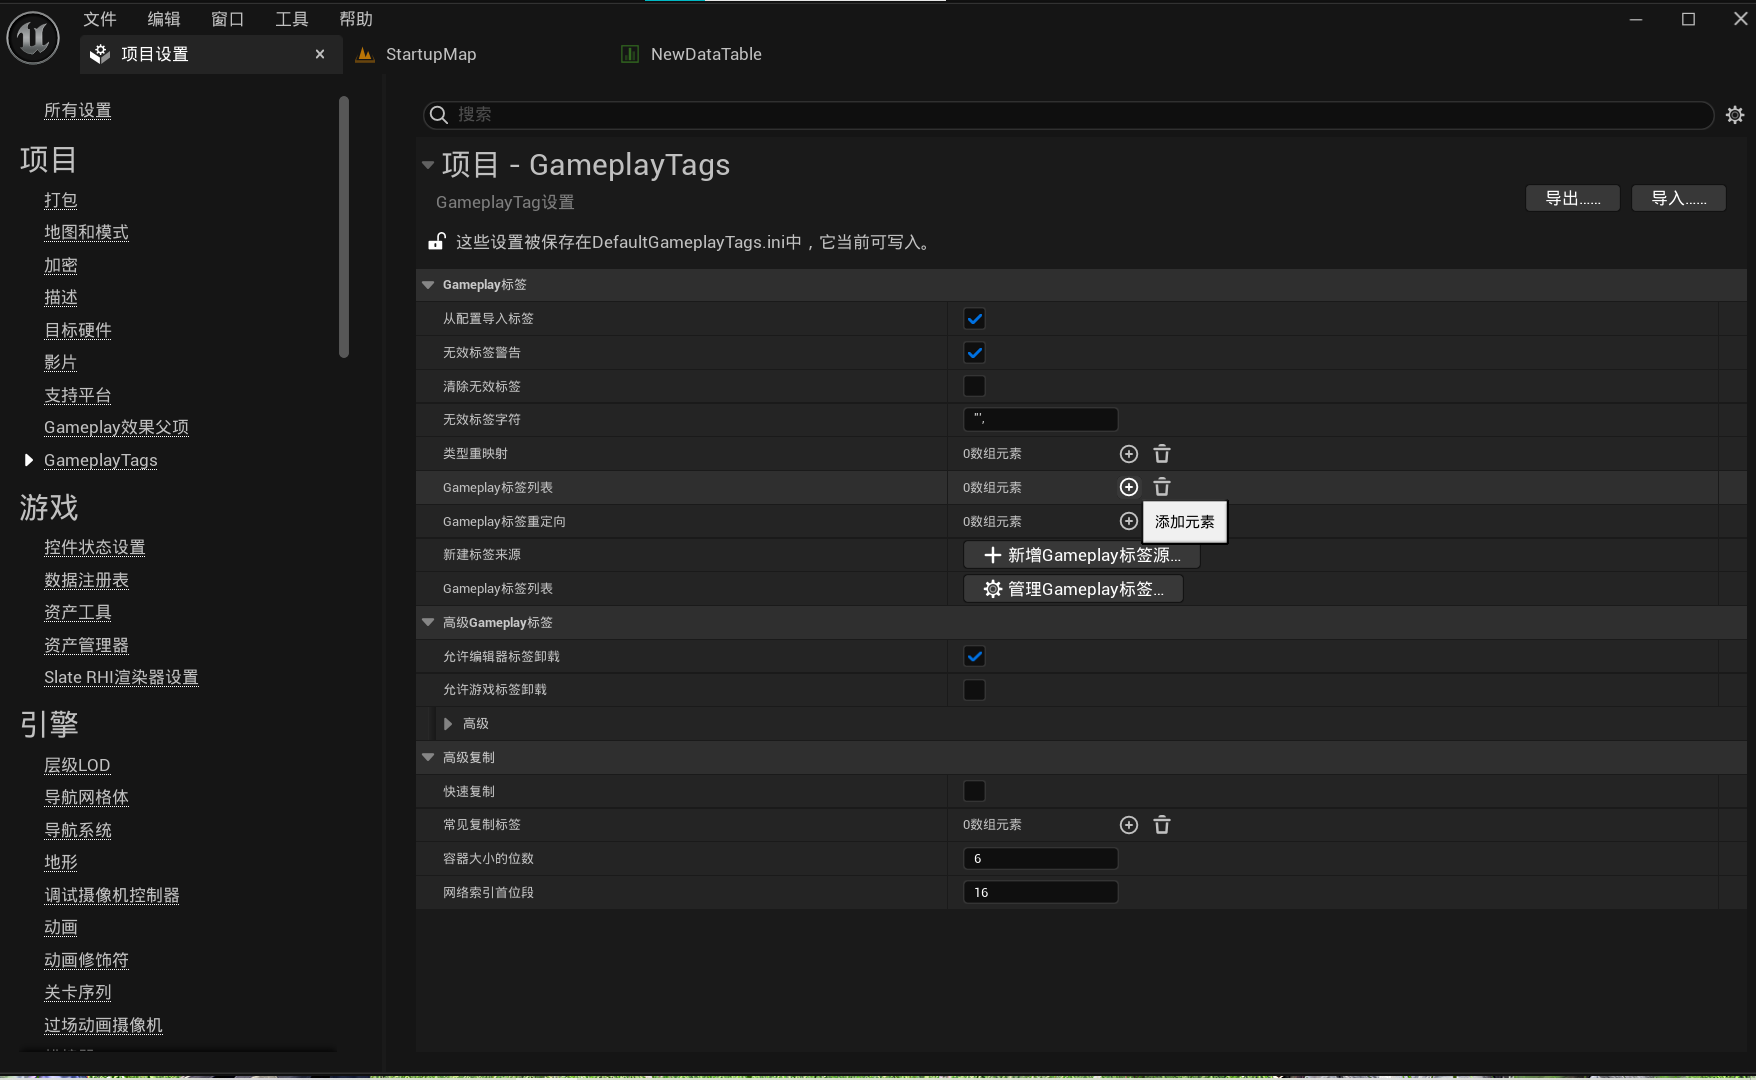 文件 编辑 窗口 工具 帮助
项目设置 StartupMap NewDataTable
所有设置
项目
打包
地图和模式
加密
描述
目标硬件
影片
支持平台
Gameplay效果父项
GameplayTags
游戏
控件状态设置
数据注册表
资产工具
资产管理器
Slate RHI渲染器设置
引擎
层级LOD
导航网格体
导航系统
地形
调试摄像机控制器
动画
动画修饰符
关卡序列
过场动画摄像机
搜索
项目 - GameplayTags
GameplayTag设置
导出...... 导入......
这些设置被保存在DefaultGameplayTags.ini中，它当前可写入。
Gameplay标签
从配置导入标签
无效标签警告
清除无效标签
无效标签字符 "',
类型重映射 0数组元素
Gameplay标签列表 0数组元素
Gameplay标签重定向 0数组元素
添加元素
新建标签来源 新增Gameplay标签源...
Gameplay标签列表 管理Gameplay标签...
高级Gameplay标签
允许编辑器标签卸载
允许游戏标签卸载
高级
高级复制
快速复制
常见复制标签 0数组元素
容器大小的位数 6
网络索引首位段 16